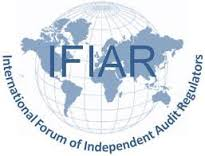 IFIAR
International Forum of Independent Audit Regulators